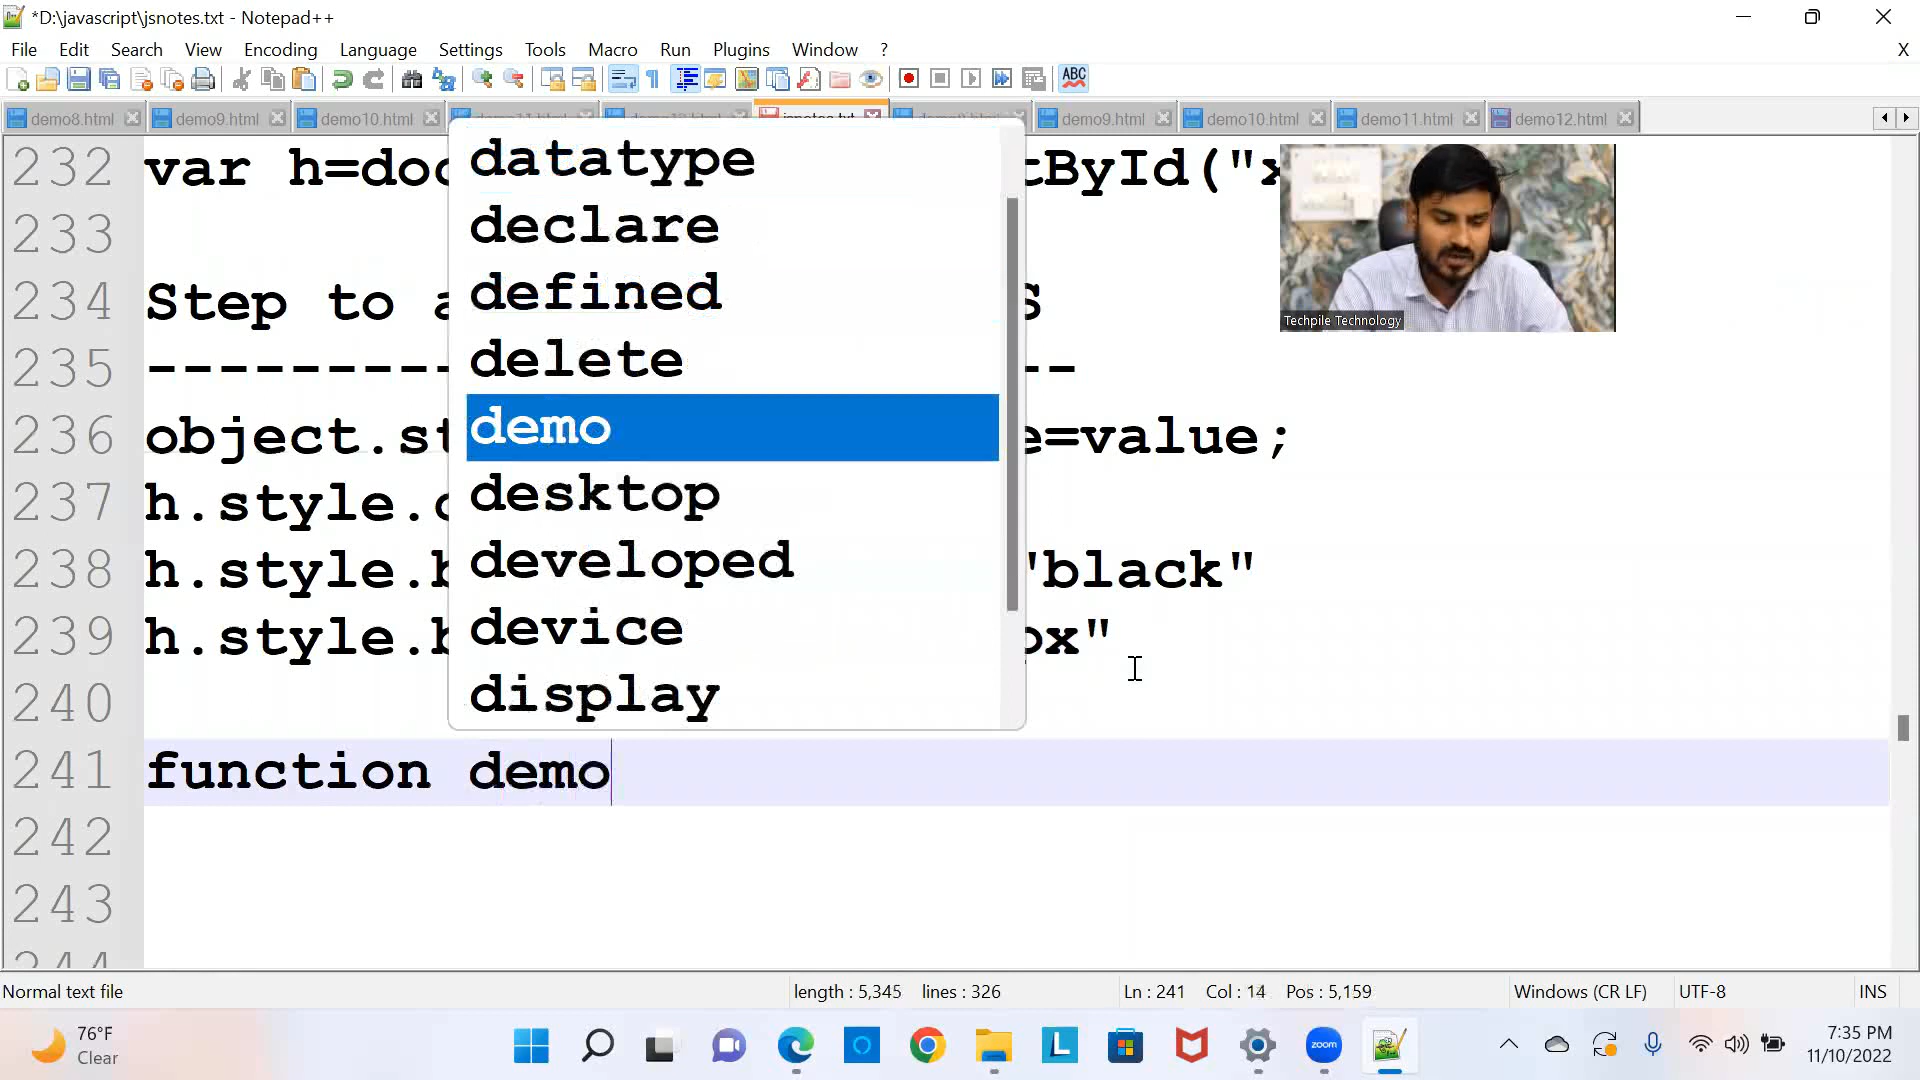 *D:\javascript\jsnotes.txt - Notepad++
File Edit Search View Encoding Language Settings Tools Macro Run Plugins Window ? X
ABC
demo8.html demo9.html demo10.html jsnotes.txt demo9.html demo10.html demo11.html demo12.html
232 var h=doc tById("x
datatype
233
declare
234 Step to a S
defined
235 ---------- --
delete
236 object.st e=value;
demo
237 h.style.c
desktop
238 h.style.b "black"
developed
239 h.style.b px"
device
240
display
241 function demo
242
243
244
Techpile Technology
Normal text file length : 5,345 lines : 326 Ln : 241 Col : 14 Pos : 5,159 Windows (CR LF) UTF-8 INS
76°F
Clear
L
zoom
7:35 PM
11/10/2022